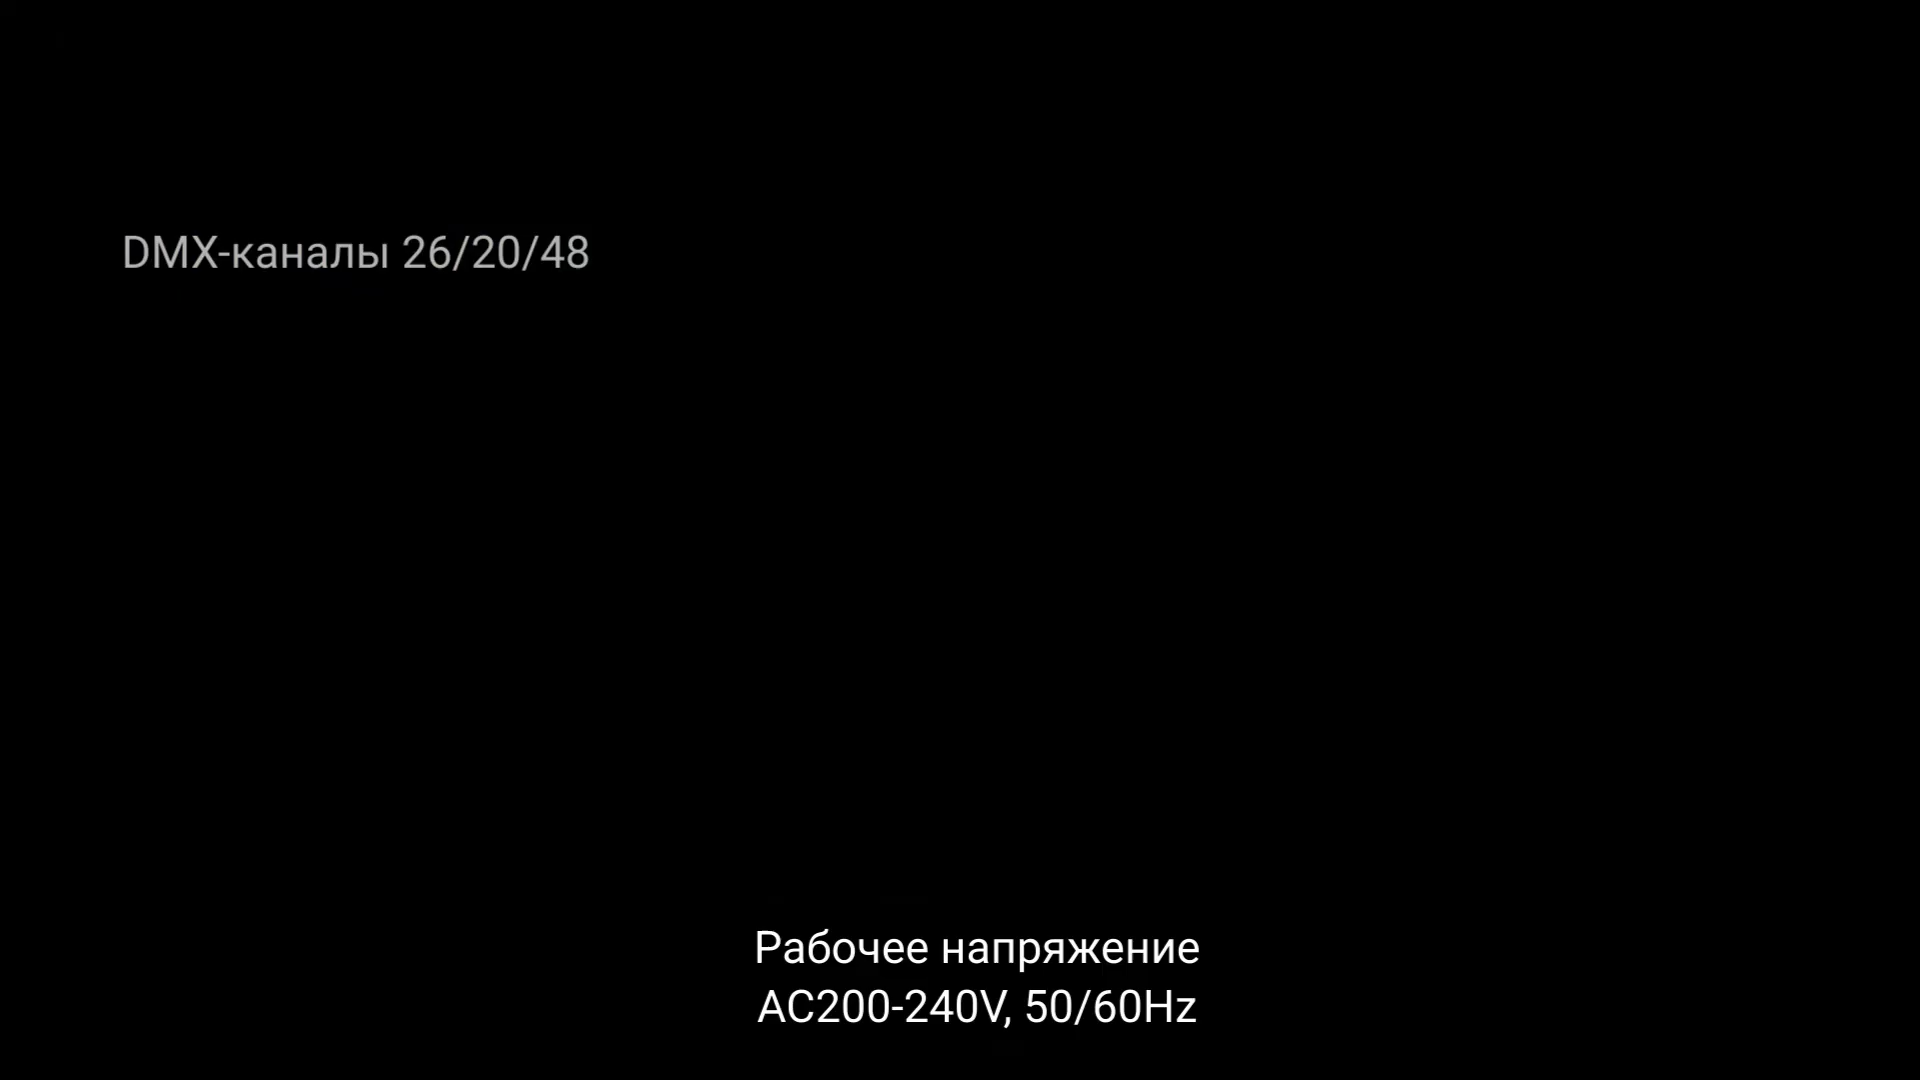 DMX-каналы 26/20/48
Рабочее напряжение
AC200-240V, 50/60Hz